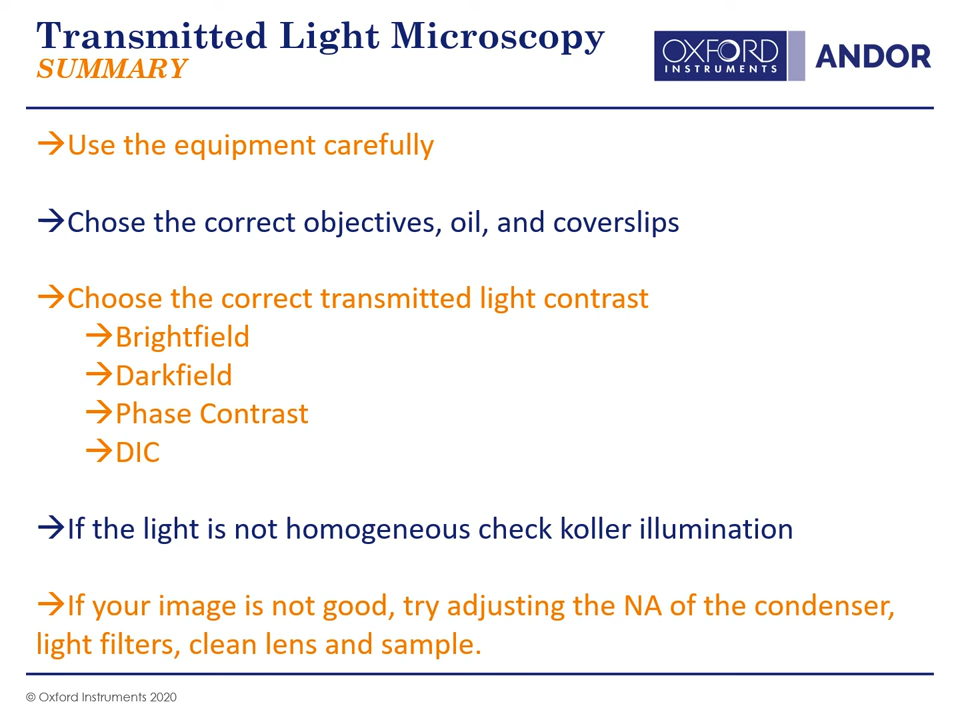 Transmitted Light Microscopy
SUMMARY
OXFORD
INSTRUMENTS
ANDOR
→Use the equipment carefully
→Chose the correct objectives, oil, and coverslips
→Choose the correct transmitted light contrast
→Brightfield
→Darkfield
→Phase Contrast
→DIC
→If the light is not homogeneous check koller illumination
→If your image is not good, try adjusting the NA of the condenser,
light filters, clean lens and sample.
© Oxford Instruments 2020